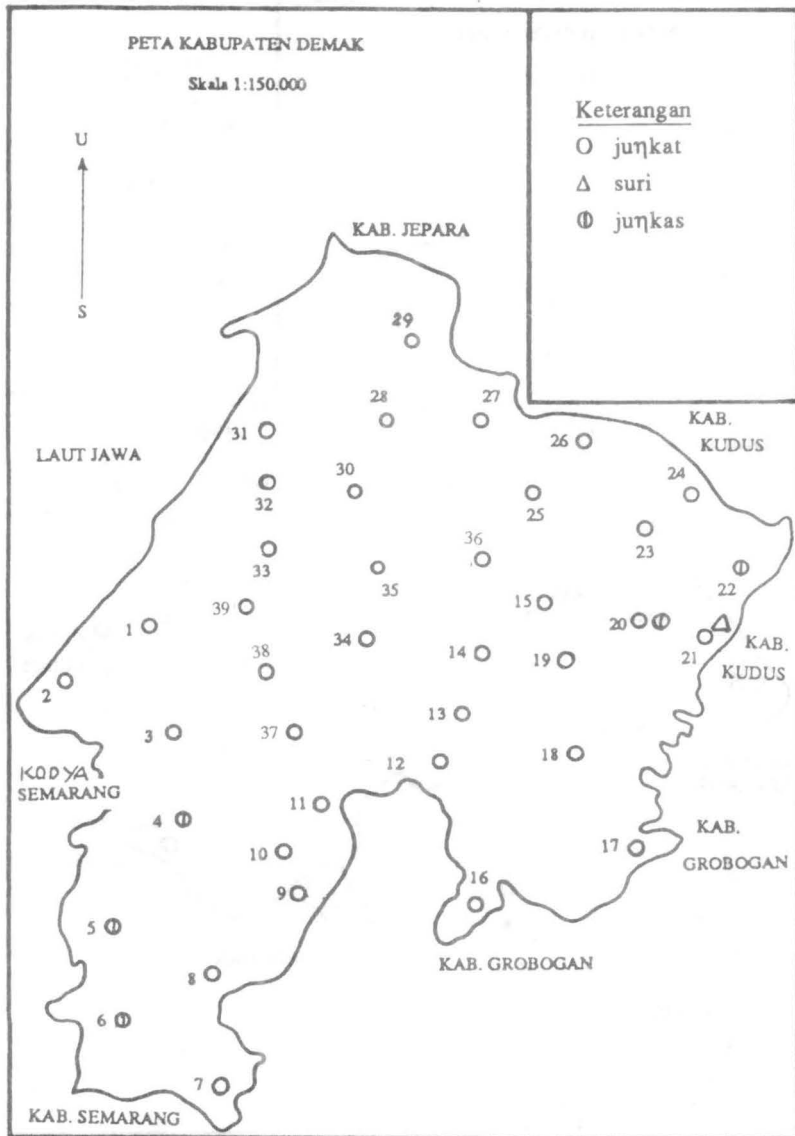 PETA KABUPATEN DEMAK
Skala 1:150.000
Keterangan
O juηkat
Δ suri
⦶ juηkas
U
S
KAB. JEPARA
29
28
27
31
26
KAB.
KUDUS
LAUT JAWA
30
24
32
25
23
36
33
35
22
39
15
1
20
34
14
21
KAB.
KUDUS
38
19
2
13
3
37
12
18
KODYA
SEMARANG
11
4
10
17
KAB.
GROBOGAN
9
16
5
KAB. GROBOGAN
8
6
7
KAB. SEMARANG